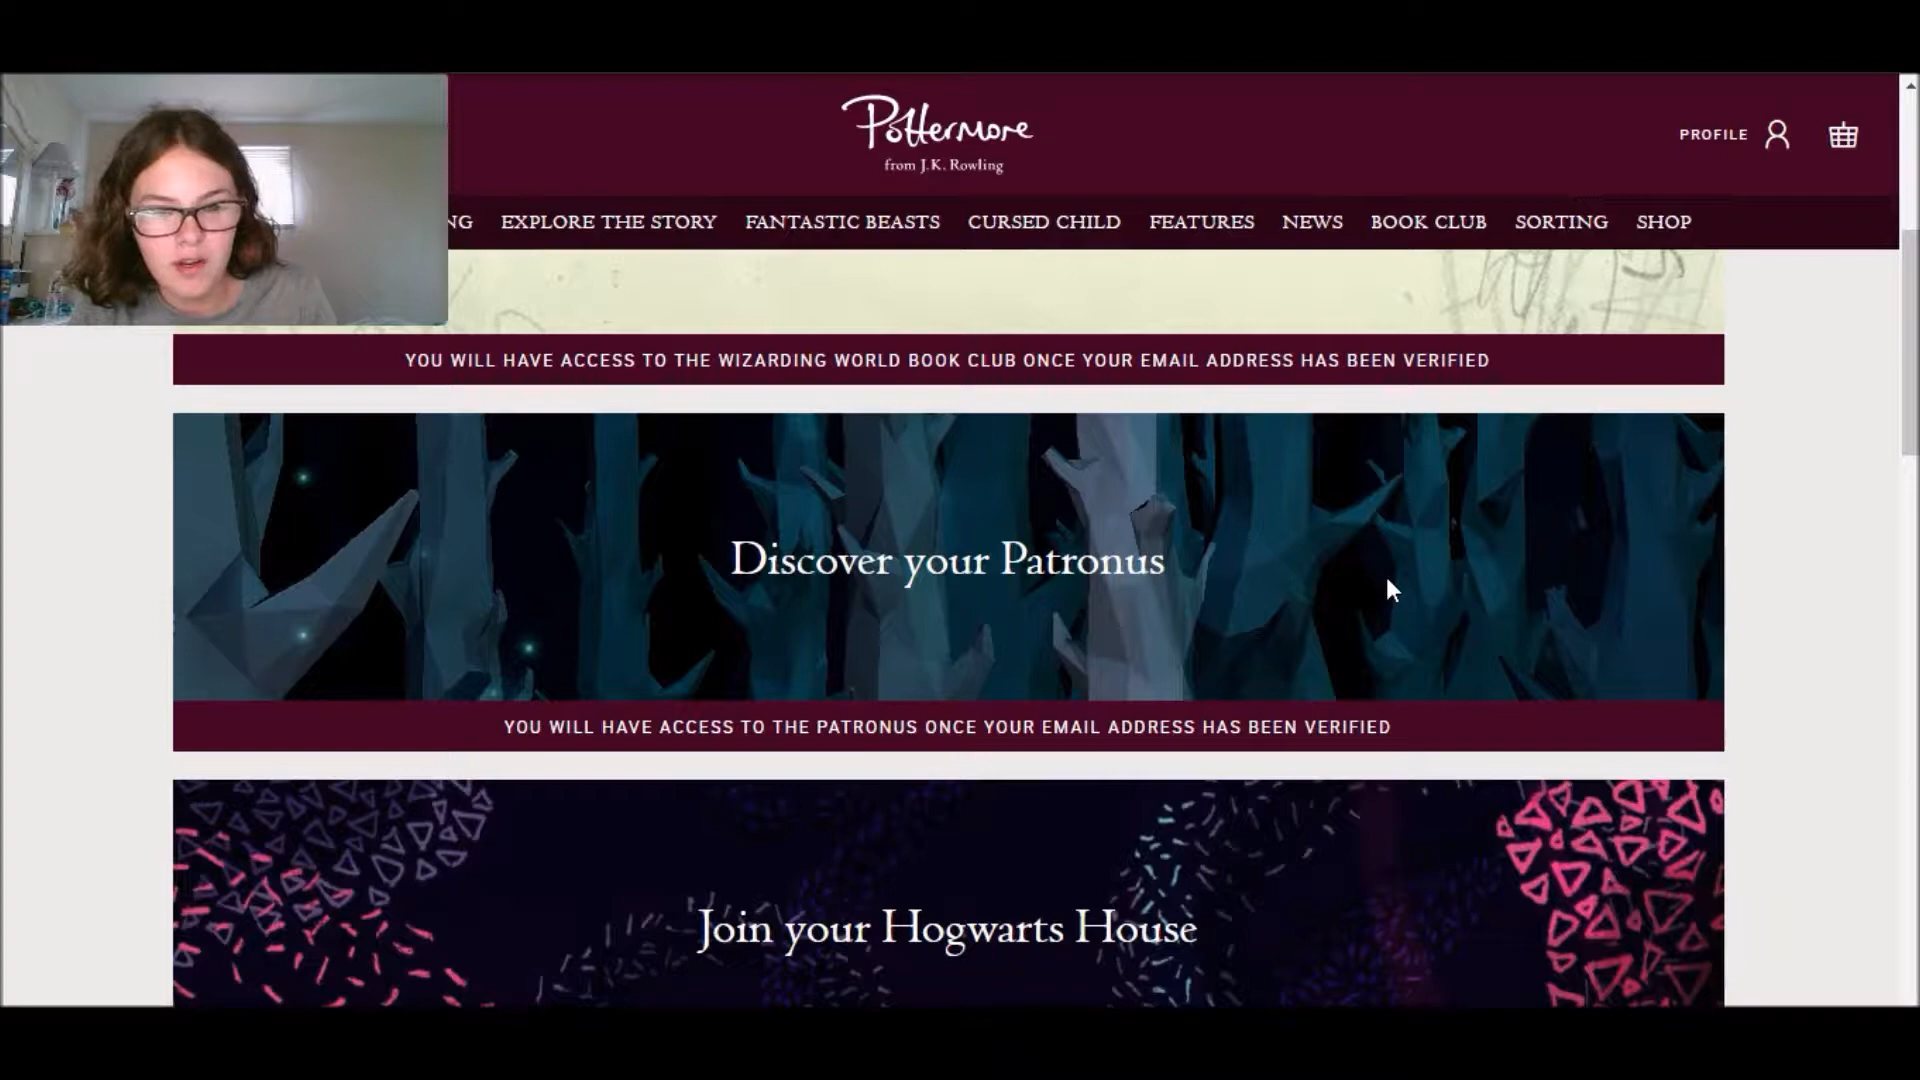 Pottermore
from J.K. Rowling
PROFILE
NG EXPLORE THE STORY FANTASTIC BEASTS CURSED CHILD FEATURES NEWS BOOK CLUB SORTING SHOP
YOU WILL HAVE ACCESS TO THE WIZARDING WORLD BOOK CLUB ONCE YOUR EMAIL ADDRESS HAS BEEN VERIFIED
Discover your Patronus
YOU WILL HAVE ACCESS TO THE PATRONUS ONCE YOUR EMAIL ADDRESS HAS BEEN VERIFIED
Join your Hogwarts House